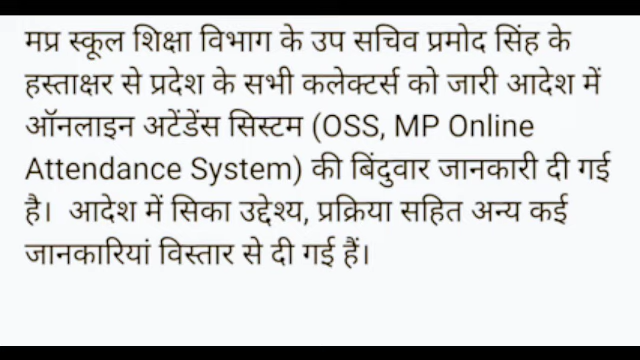 मप्र स्कूल शिक्षा विभाग के उप सचिव प्रमोद सिंह के
हस्ताक्षर से प्रदेश के सभी कलेक्टर्स को जारी आदेश में
ऑनलाइन अटेंडेंस सिस्टम (OSS, MP Online
Attendance System) की बिंदुवार जानकारी दी गई
है। आदेश में सिका उद्देश्य, प्रक्रिया सहित अन्य कई
जानकारियां विस्तार से दी गई हैं।